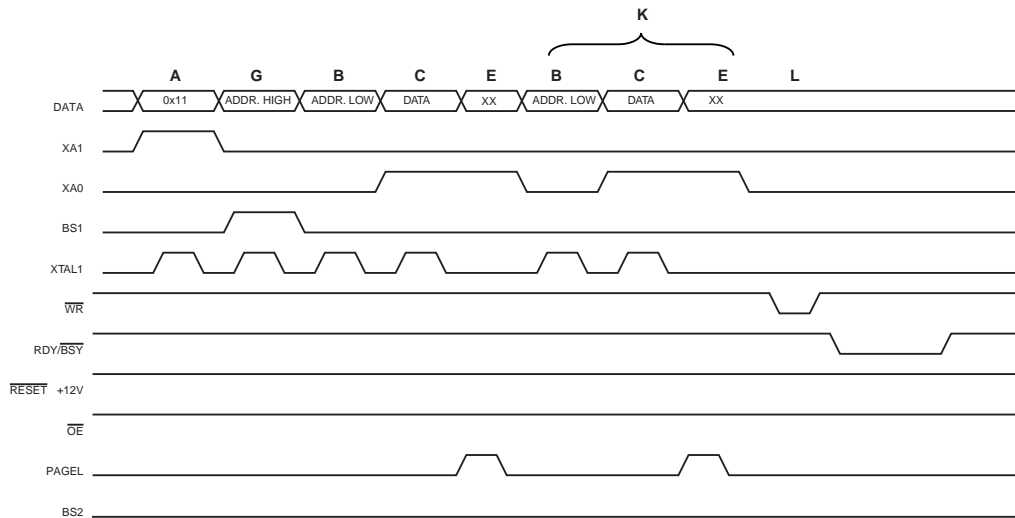 K
A G B C E B C E L
DATA 0x11 ADDR. HIGH ADDR. LOW DATA XX ADDR. LOW DATA XX
XA1
XA0
BS1
XTAL1
WR
RDY/BSY
RESET +12V
OE
PAGEL
BS2